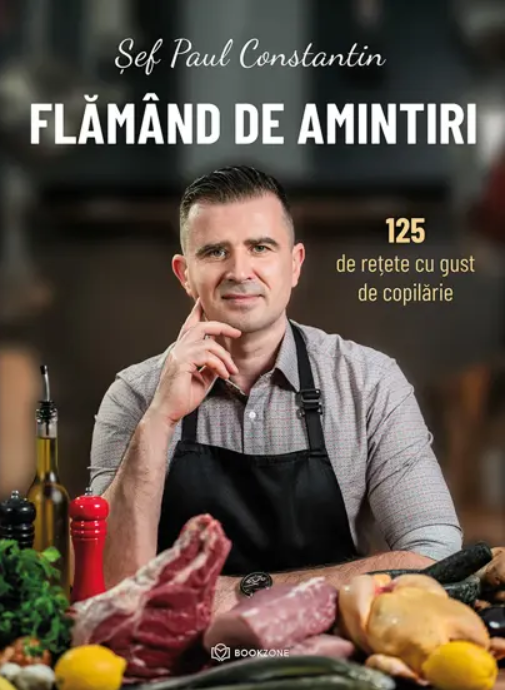 Șef Paul Constantin
FLĂMÂND DE AMINTIRI
125
de rețete cu gust
de copilărie
BOOKZONE